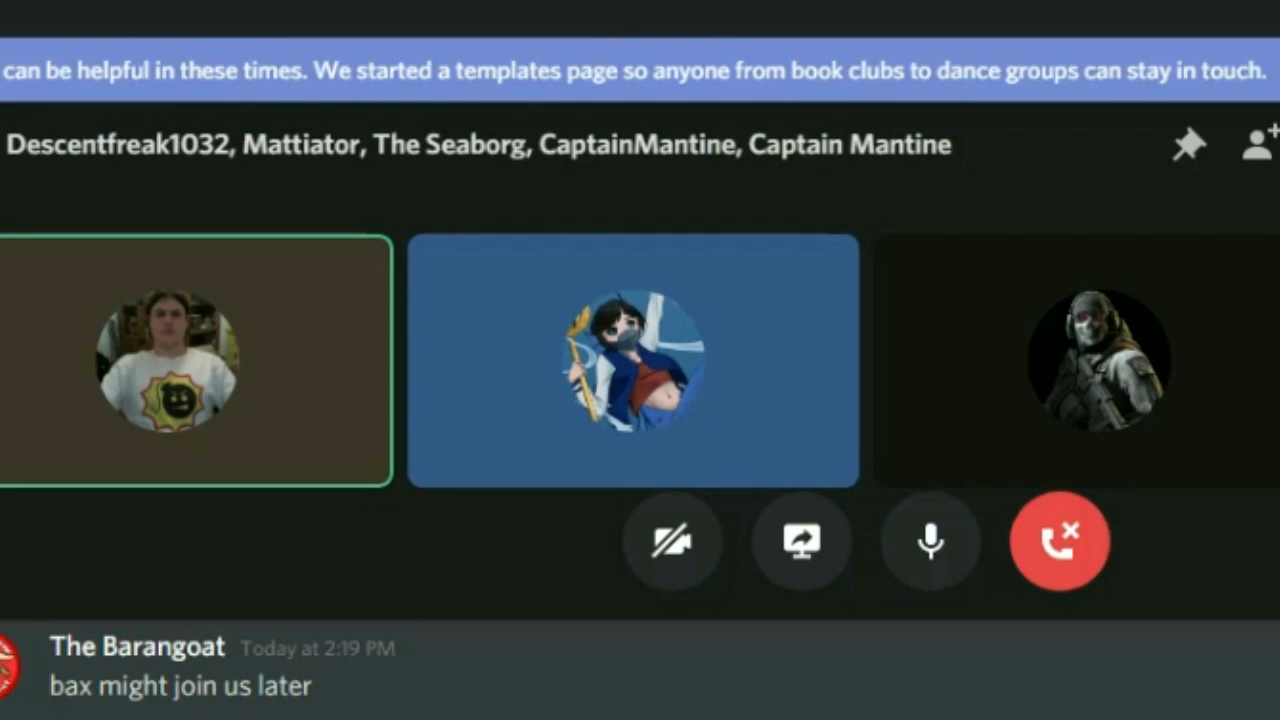 can be helpful in these times. We started a templates page so anyone from book clubs to dance groups can stay in touch.
Descentfreak1032, Mattiator, The Seaborg, CaptainMantine, Captain Mantine
The Barangoat Today at 2:19 PM
bax might join us later